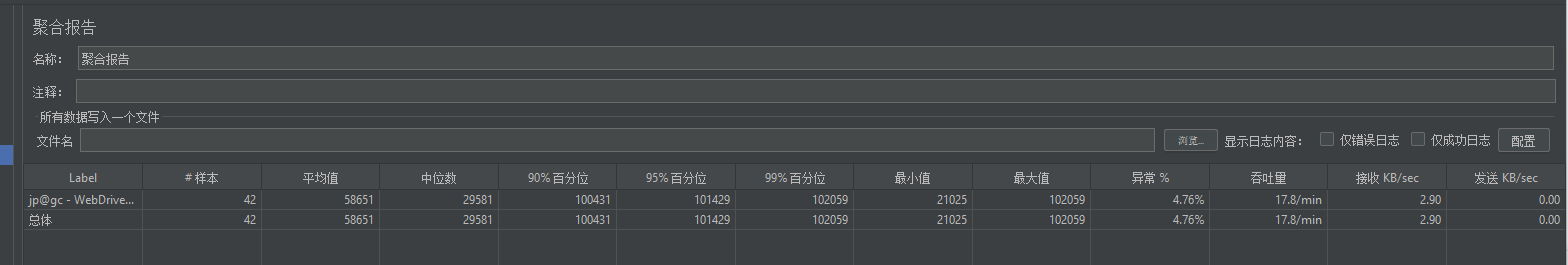 聚合报告
名称： 聚合报告
注释：
所有数据写入一个文件
文件名 浏览... 显示日志内容： 仅错误日志 仅成功日志 配置
Label # 样本 平均值 中位数 90% 百分位 95% 百分位 99% 百分位 最小值 最大值 异常 % 吞吐量 接收 KB/sec 发送 KB/sec
jp@gc - WebDrive... 42 58651 29581 100431 101429 102059 21025 102059 4.76% 17.8/min 2.90 0.00
总体 42 58651 29581 100431 101429 102059 21025 102059 4.76% 17.8/min 2.90 0.00